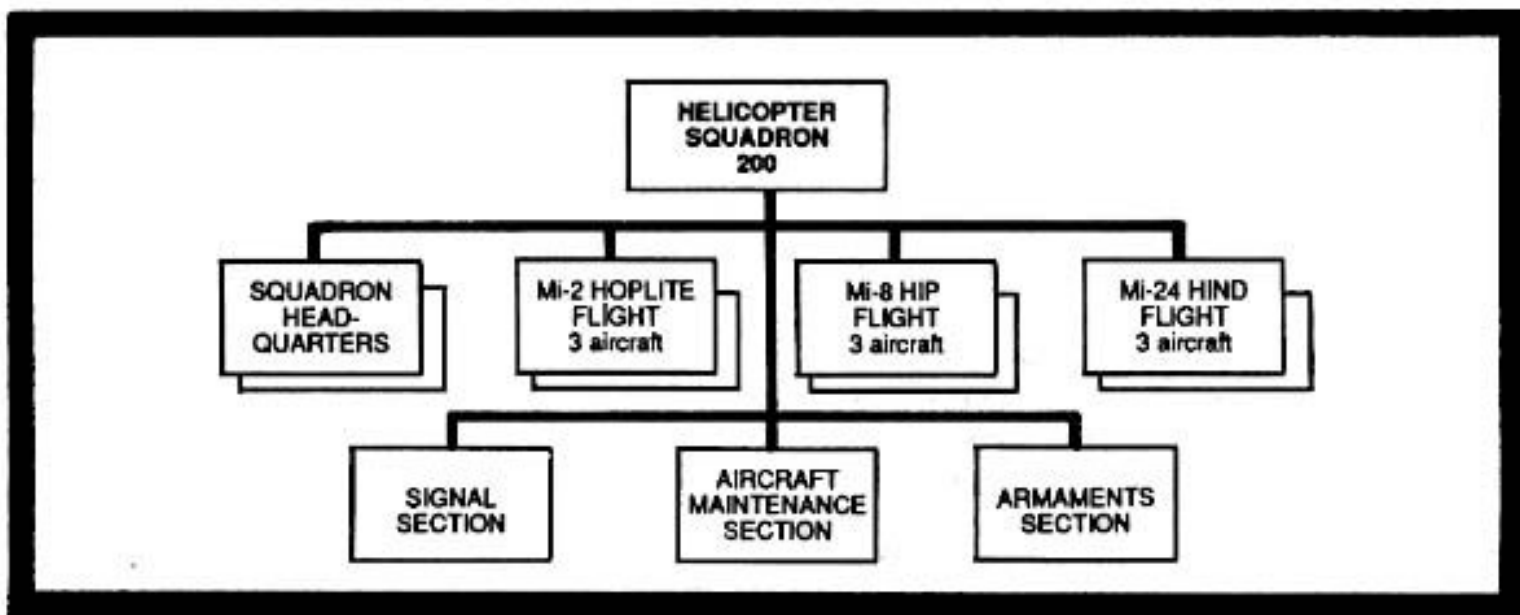 HELICOPTER
SQUADRON
200
SQUADRON
HEAD-
QUARTERS
Mi-2 HOPLITE
FLIGHT
3 aircraft
Mi-8 HIP
FLIGHT
3 aircraft
Mi-24 HIND
FLIGHT
3 aircraft
SIGNAL
SECTION
AIRCRAFT
MAINTENANCE
SECTION
ARMAMENTS
SECTION